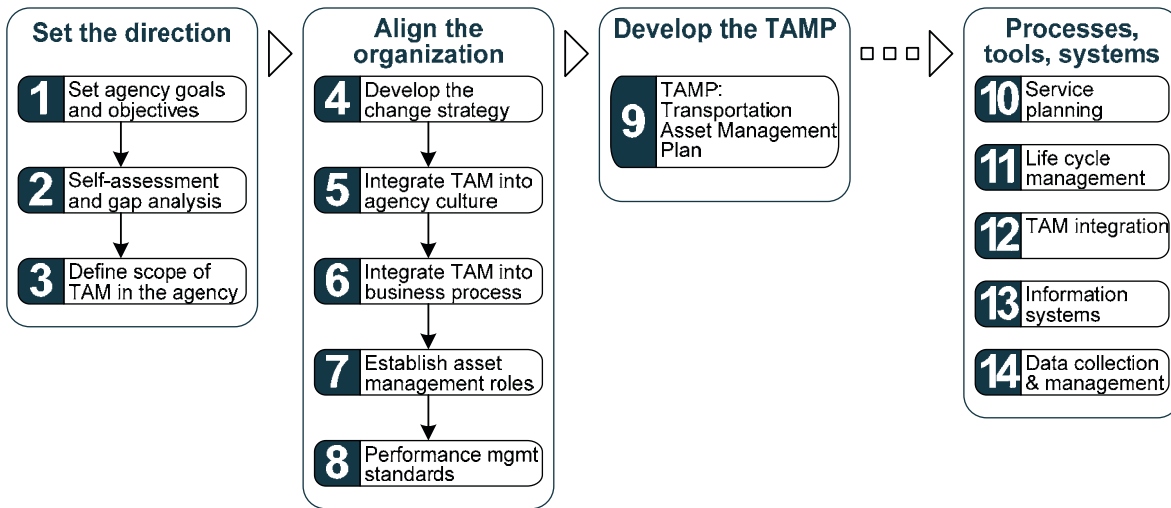 Set the direction
1
Set agency goals
and objectives
2
Self-assessment
and gap analysis
3
Define scope of
TAM in the agency
Align the
organization
4
Develop the
change strategy
5
Integrate TAM into
agency culture
6
Integrate TAM into
business process
7
Establish asset
management roles
8
Performance mgmt
standards
Develop the TAMP
9
TAMP:
Transportation
Asset Management
Plan
Processes,
tools, systems
10
Service
planning
11
Life cycle
management
12
TAM integration
13
Information
systems
14
Data collection
& management